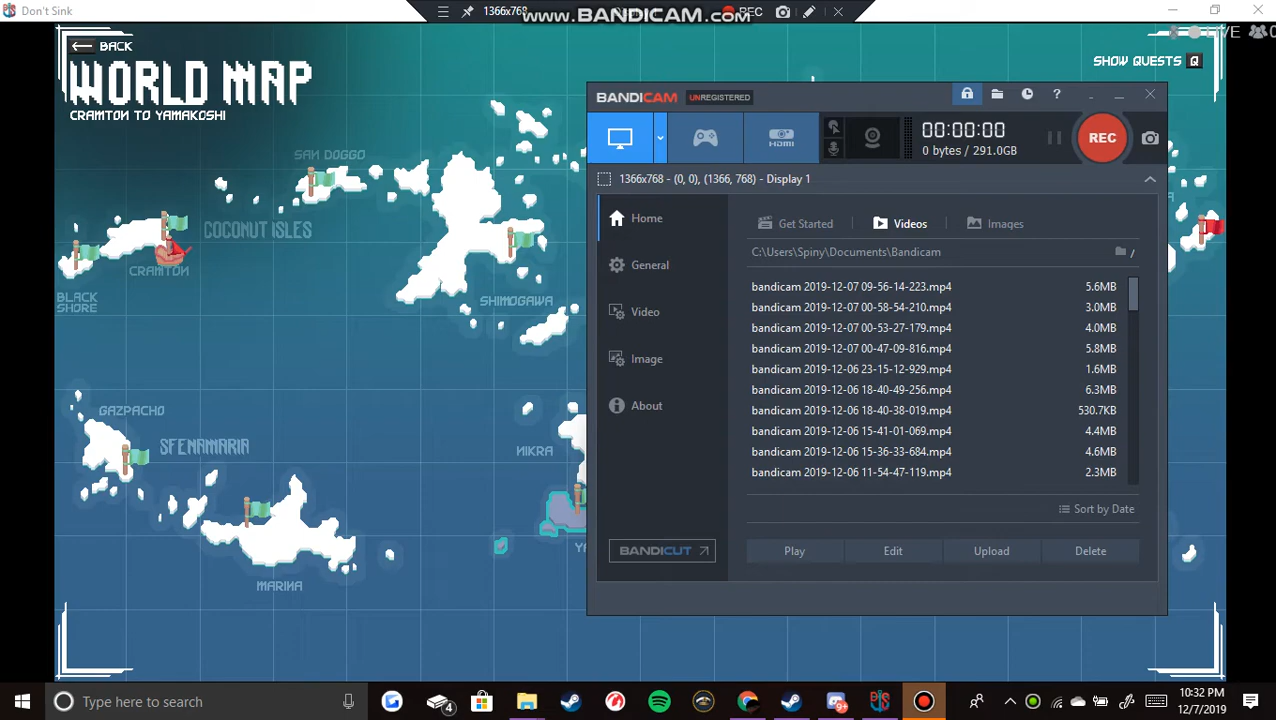 Don't Sink
1366x768
www.BANDICAM.com
REC
LIVE
BACK
WORLD MAP
CRAMTON TO YAMAKOSHI
SHOW QUESTS Q
SAN DOGGO
COCONUT ISLES
CRAMTON
BLACK
SHORE
SHIMOGAWA
GAZPACHO
SFENAMARIA
NIKRA
MARINA
BANDICAM UNREGISTERED
?
HDMI
00:00:00
0 bytes / 291.0GB
REC
1366x768 - (0, 0), (1366, 768) - Display 1
Home
General
Video
Image
About
BANDICUT
Get Started
Videos
Images
C:\Users\Spiny\Documents\Bandicam
/
bandicam 2019-12-07 09-56-14-223.mp4 5.6MB
bandicam 2019-12-07 00-58-54-210.mp4 3.0MB
bandicam 2019-12-07 00-53-27-179.mp4 4.0MB
bandicam 2019-12-07 00-47-09-816.mp4 5.8MB
bandicam 2019-12-06 23-15-12-929.mp4 1.6MB
bandicam 2019-12-06 18-40-49-256.mp4 6.3MB
bandicam 2019-12-06 18-40-38-019.mp4 530.7KB
bandicam 2019-12-06 15-41-01-069.mp4 4.4MB
bandicam 2019-12-06 15-36-33-684.mp4 4.6MB
bandicam 2019-12-06 11-54-47-119.mp4 2.3MB
Sort by Date
Play
Edit
Upload
Delete
Type here to search
10:32 PM
12/7/2019